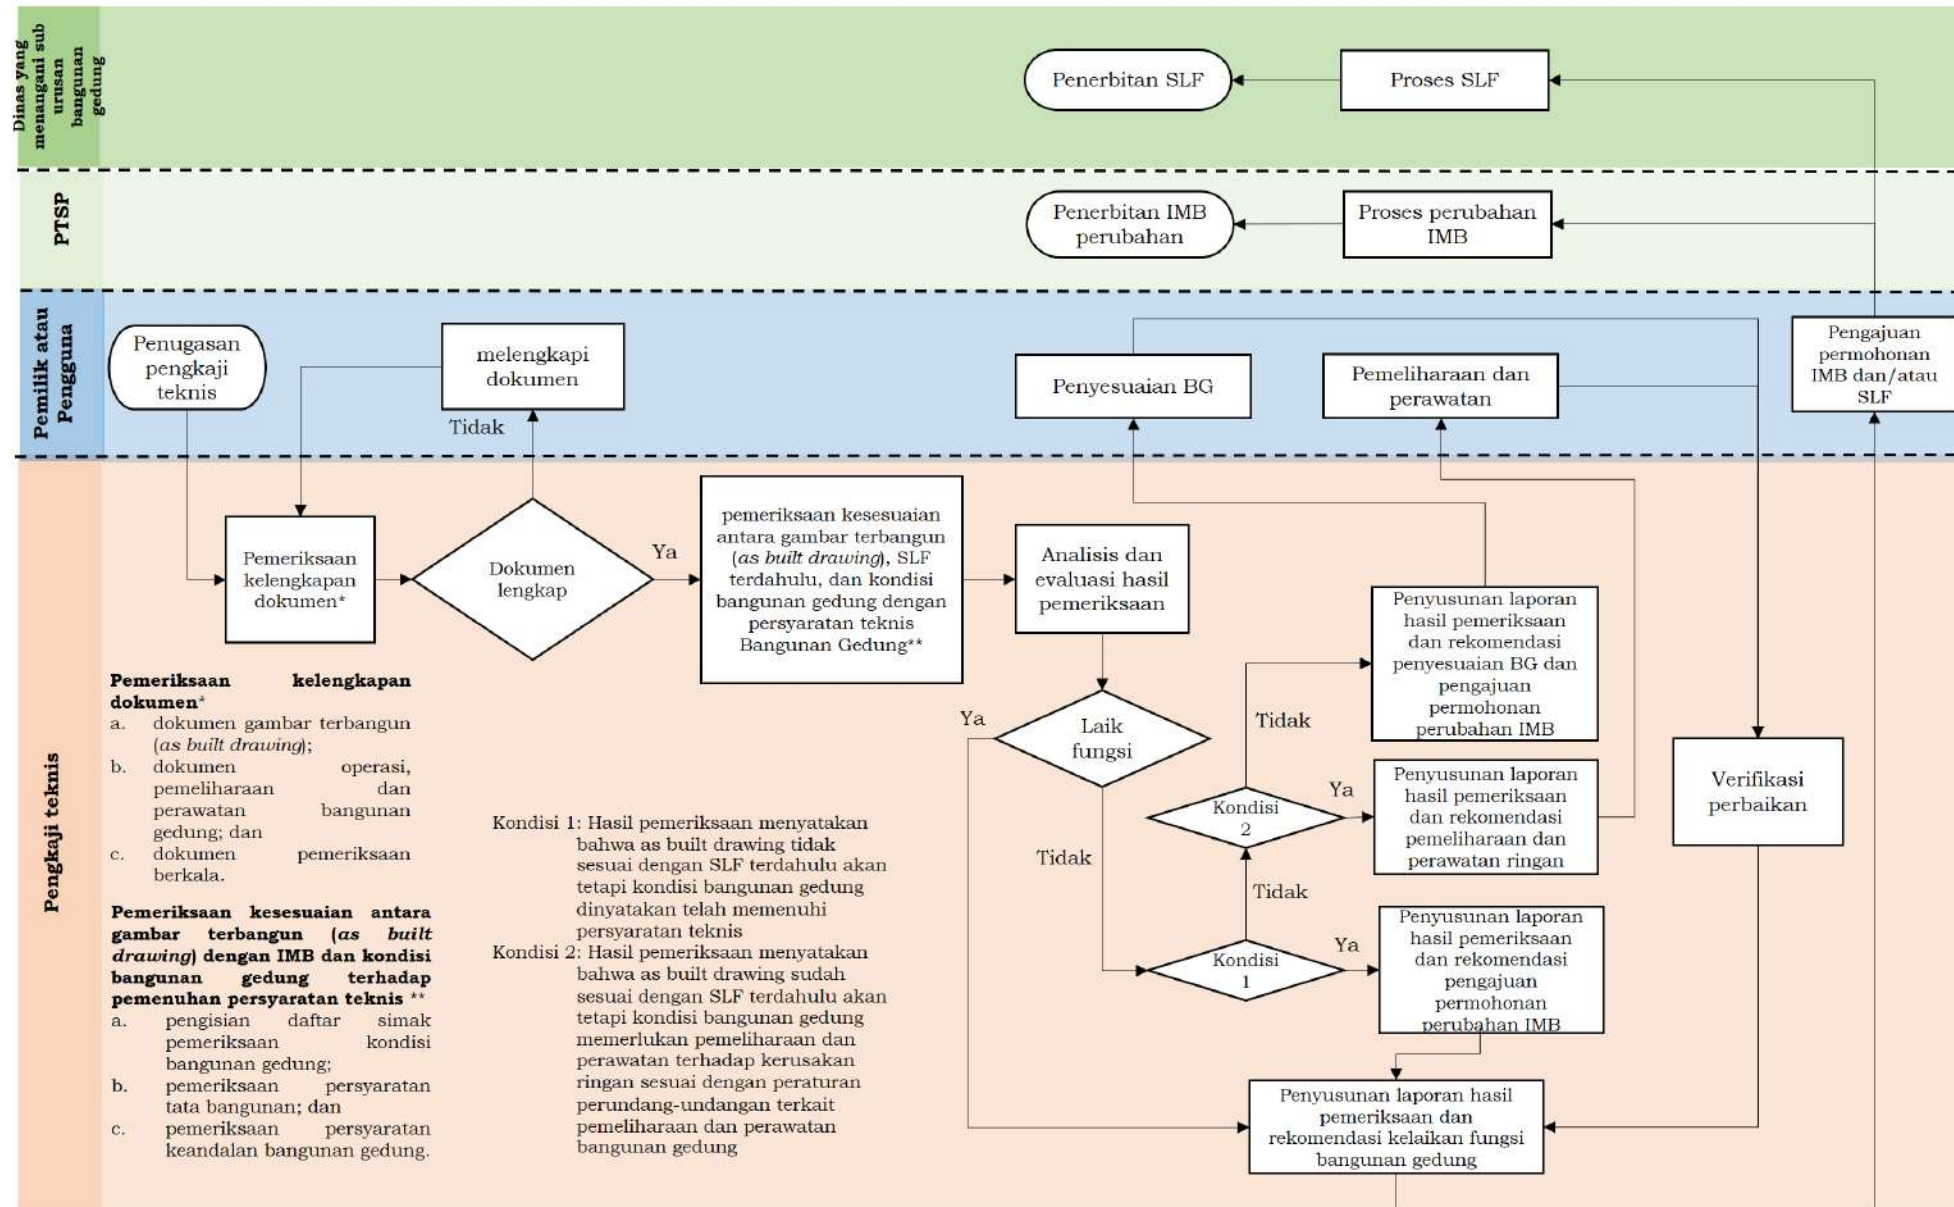 Dinas yang
menangani sub
urusan
bangunan
gedung
Penerbitan SLF
Proses SLF
PTSP
Penerbitan IMB
perubahan
Proses perubahan
IMB
Pemilik atau
Pengguna
Penugasan
pengkaji
teknis
melengkapi
dokumen
Tidak
Penyesuaian BG
Pemeliharaan dan
perawatan
Pengajuan
permohonan
IMB dan/atau
SLF
Pengkaji teknis
Pemeriksaan
kelengkapan
dokumen*
Dokumen
lengkap
Ya
pemeriksaan kesesuaian
antara gambar terbangun
(as built drawing), SLF
terdahulu, dan kondisi
bangunan gedung dengan
persyaratan teknis
Bangunan Gedung**
Analisis dan
evaluasi hasil
pemeriksaan
Laik
fungsi
Ya
Tidak
Kondisi
1
Ya
Tidak
Kondisi
2
Ya
Tidak
Penyusunan laporan
hasil pemeriksaan
dan rekomendasi
penyesuaian BG dan
pengajuan
permohonan
perubahan IMB
Penyusunan laporan
hasil pemeriksaan
dan rekomendasi
pemeliharaan dan
perawatan ringan
Penyusunan laporan
hasil pemeriksaan
dan rekomendasi
pengajuan
permohonan
perubahan IMB
Verifikasi
perbaikan
Penyusunan laporan hasil
pemeriksaan dan
rekomendasi kelaikan fungsi
bangunan gedung
Pemeriksaan kelengkapan
dokumen*
a. dokumen gambar terbangun
(as built drawing);
b. dokumen operasi,
pemeliharaan dan
perawatan bangunan
gedung; dan
c. dokumen pemeriksaan
berkala.
Pemeriksaan kesesuaian antara
gambar terbangun (as built
drawing) dengan IMB dan kondisi
bangunan gedung terhadap
pemenuhan persyaratan teknis **
a. pengisian daftar simak
pemeriksaan kondisi
bangunan gedung;
b. pemeriksaan persyaratan
tata bangunan; dan
c. pemeriksaan persyaratan
keandalan bangunan gedung.
Kondisi 1: Hasil pemeriksaan menyatakan
bahwa as built drawing tidak
sesuai dengan SLF terdahulu akan
tetapi kondisi bangunan gedung
dinyatakan telah memenuhi
persyaratan teknis
Kondisi 2: Hasil pemeriksaan menyatakan
bahwa as built drawing sudah
sesuai dengan SLF terdahulu akan
tetapi kondisi bangunan gedung
memerlukan pemeliharaan dan
perawatan terhadap kerusakan
ringan sesuai dengan peraturan
perundang-undangan terkait
pemeliharaan dan perawatan
bangunan gedung